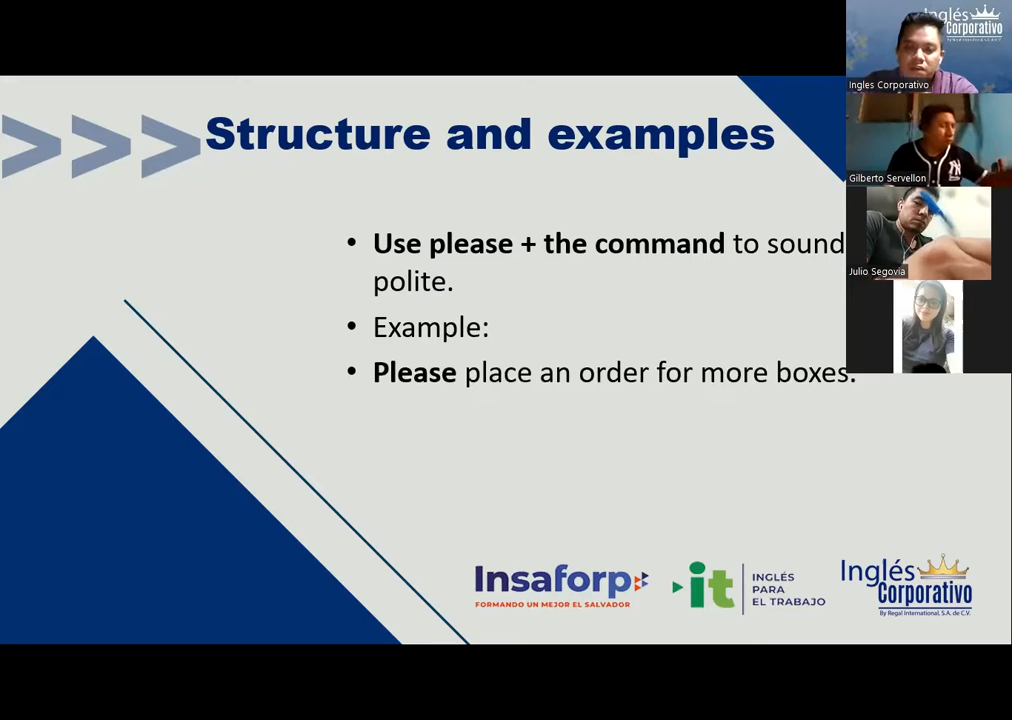 Inglés
Corporativo
Ingles Corporativo
Gilberto Servellon
Julio Segovia
>>>Structure and examples
• Use please + the command to sound
polite.
• Example:
• Please place an order for more boxes.
Insaforp
FORMANDO UN MEJOR EL SALVADOR
it
INGLÉS
PARA
EL TRABAJO
Inglés
Corporativo
By Regal International, S.A. de C.V.